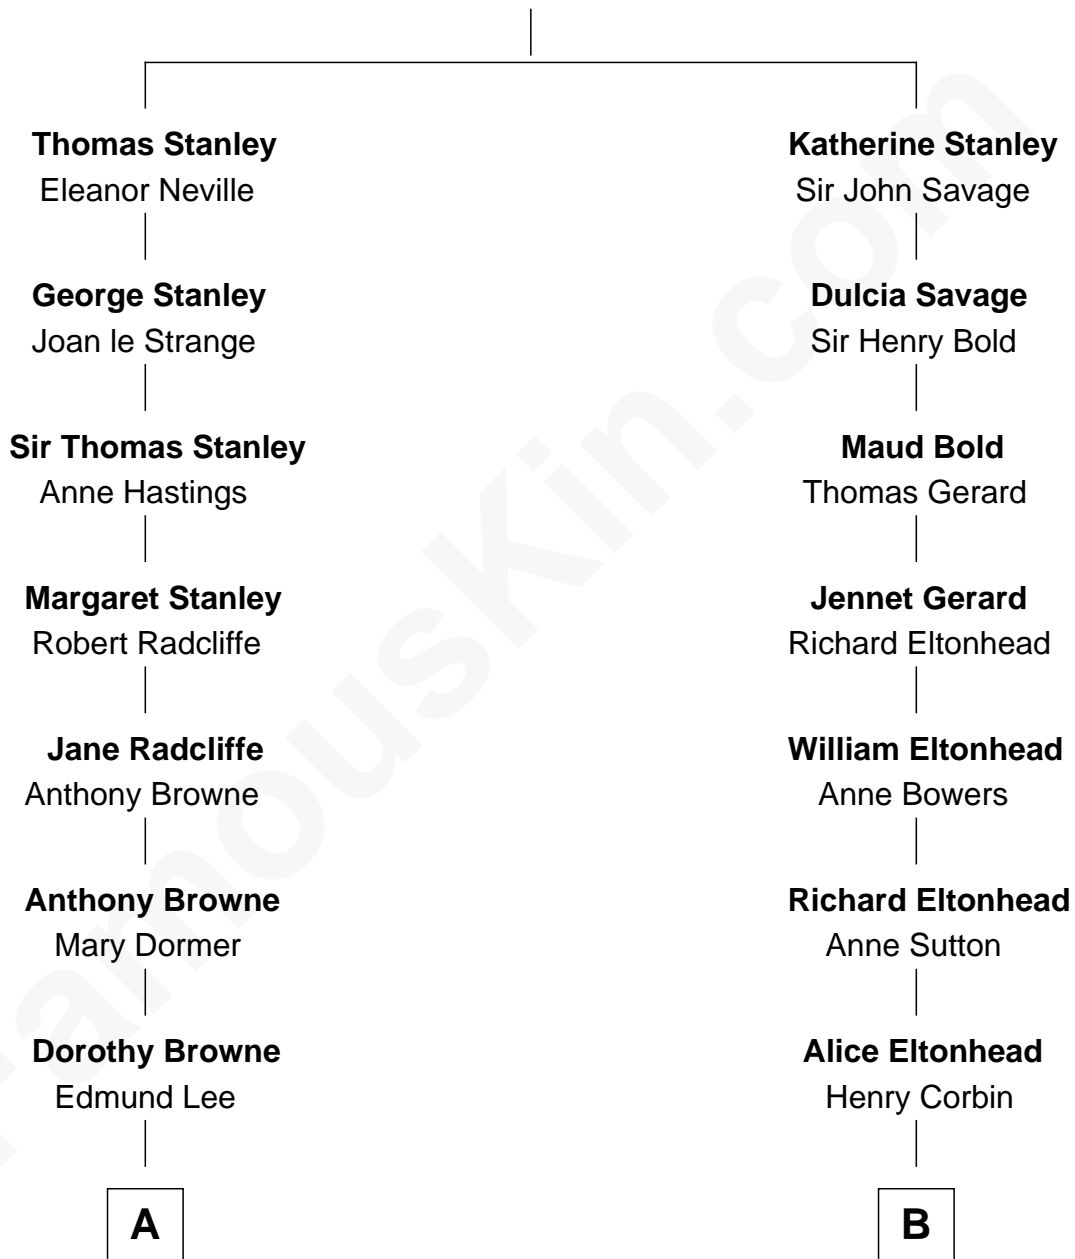 Thomas Stanley
Eleanor Neville
George Stanley
Joan le Strange
Sir Thomas Stanley
Anne Hastings
Margaret Stanley
Robert Radcliffe
Jane Radcliffe
Anthony Browne
Anthony Browne
Mary Dormer
Dorothy Browne
Edmund Lee
A
Katherine Stanley
Sir John Savage
Dulcia Savage
Sir Henry Bold
Maud Bold
Thomas Gerard
Jennet Gerard
Richard Eltonhead
William Eltonhead
Anne Bowers
Richard Eltonhead
Anne Sutton
Alice Eltonhead
Henry Corbin
B
FamousKin.com